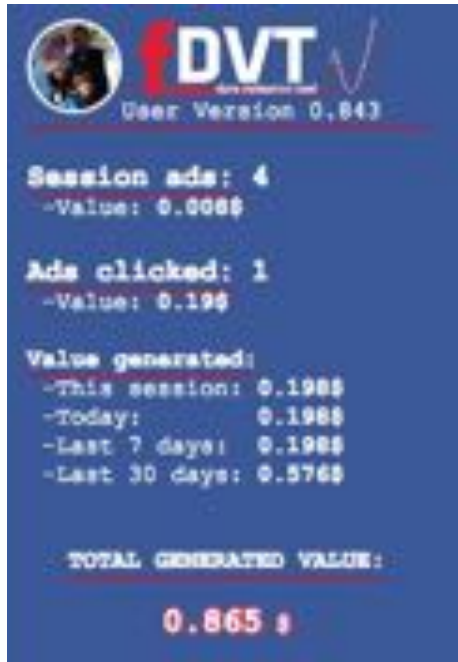 fDVT
User Version 0.843
Session ads: 4
-Value: 0.008$
Ads clicked: 1
-Value: 0.19$
Value generated:
-This session: 0.198$
-Today: 0.198$
-Last 7 days: 0.198$
-Last 30 days: 0.576$
TOTAL GENERATED VALUE:
0.865 $